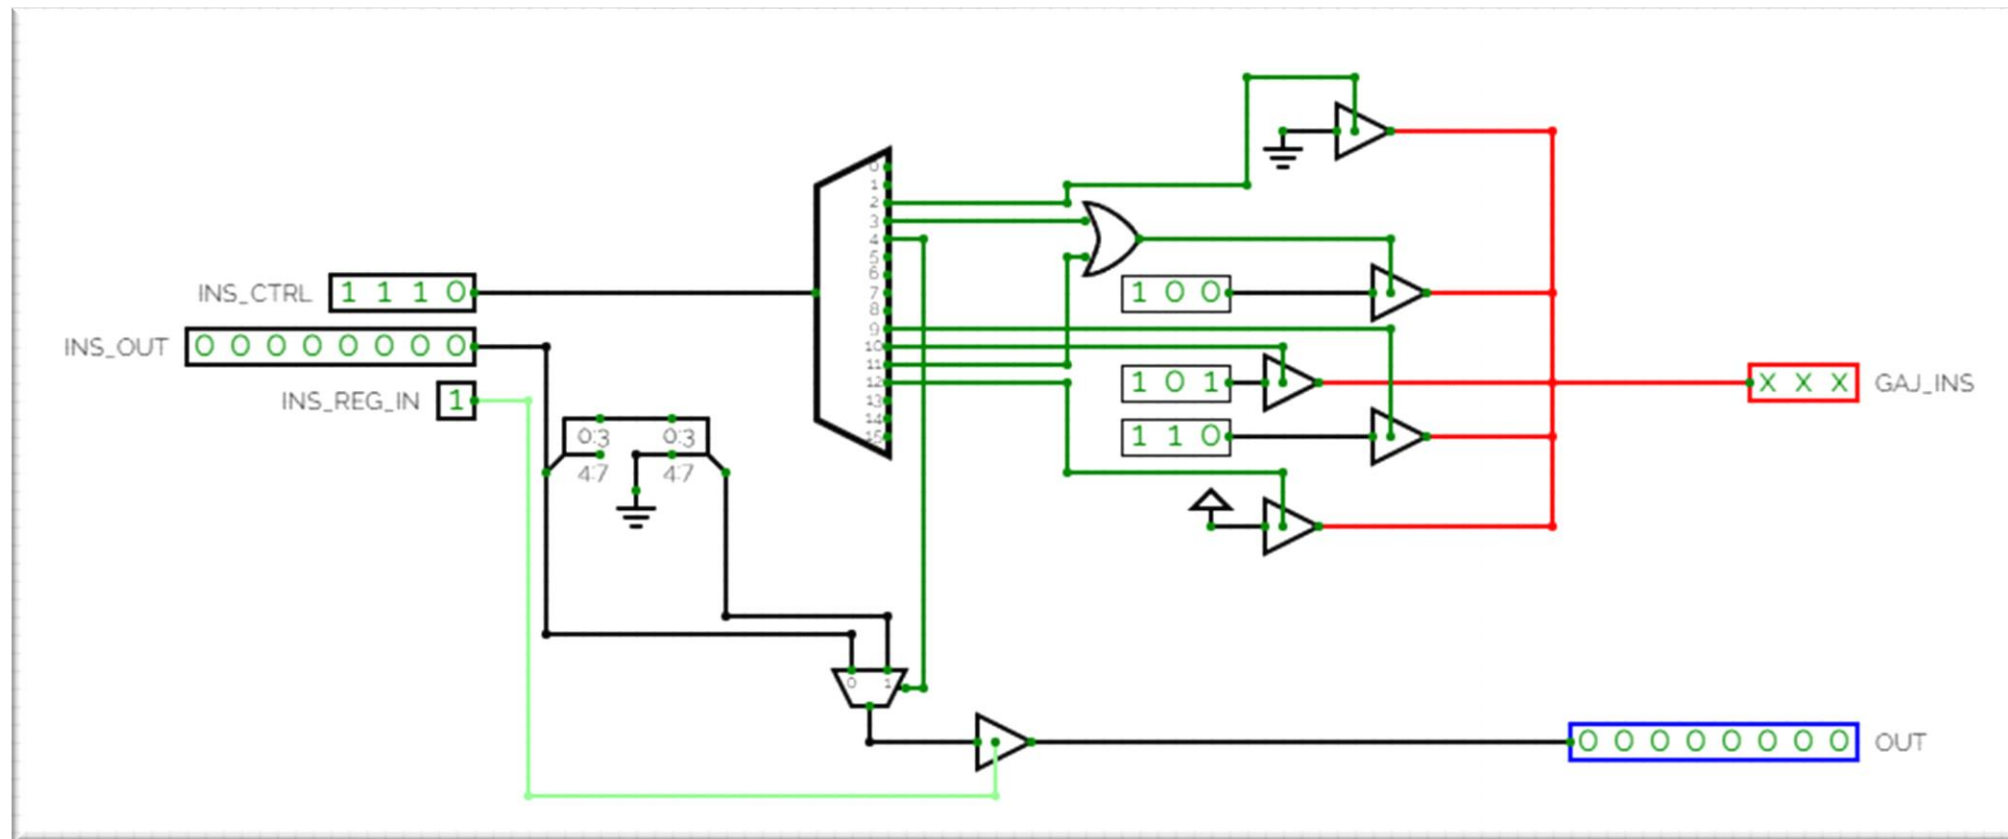 0
1
2
3
4
5
6
7
8
9
10
11
12
13
14
15
INS_CTRL 1 1 1 0
1 0 0
INS_OUT 0 0 0 0 0 0 0 0
1 0 1
X X X GAJ_INS
INS_REG_IN 1
0:3 0:3
1 1 0
4:7 4:7
0 1
0 0 0 0 0 0 0 0 OUT